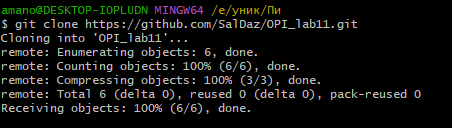 amano@DESKTOP-IOPLUDN MINGW64 /e/уник/Пи
$ git clone https://github.com/SalDaz/OPI_lab11.git
Cloning into 'OPI_lab11'...
remote: Enumerating objects: 6, done.
remote: Counting objects: 100% (6/6), done.
remote: Compressing objects: 100% (3/3), done.
remote: Total 6 (delta 0), reused 0 (delta 0), pack-reused 0
Receiving objects: 100% (6/6), done.